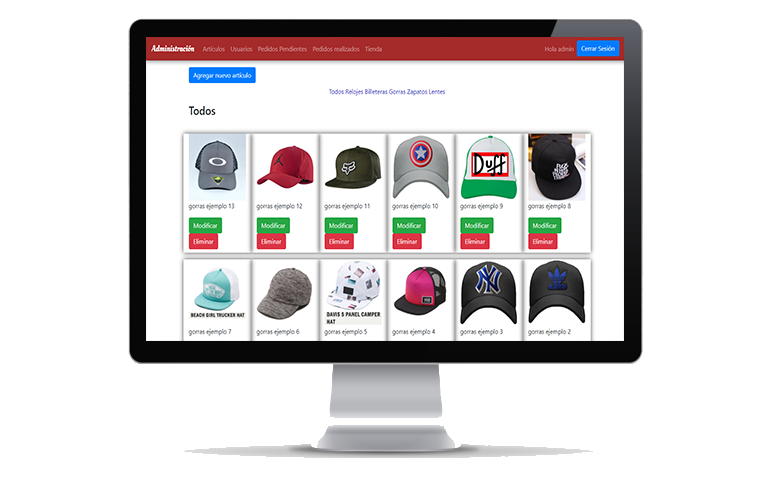 Administración Artículos Usuarios Pedidos Pendientes Pedidos realizados Tienda Hola admin Cerrar Sesión
Agregar nuevo artículo
Todos Relojes Billeteras Gorras Zapatos Lentes
Todos
Duff
gorras ejemplo 13 gorras ejemplo 12 gorras ejemplo 11 gorras ejemplo 10 gorras ejemplo 9 gorras ejemplo 8
Modificar Modificar Modificar Modificar Modificar Modificar
Eliminar Eliminar Eliminar Eliminar Eliminar Eliminar
BEACH GIRL TRUCKER HAT DAVIS 5 PANEL CAMPER
HAT
gorras ejemplo 7 gorras ejemplo 6 gorras ejemplo 5 gorras ejemplo 4 gorras ejemplo 3 gorras ejemplo 2